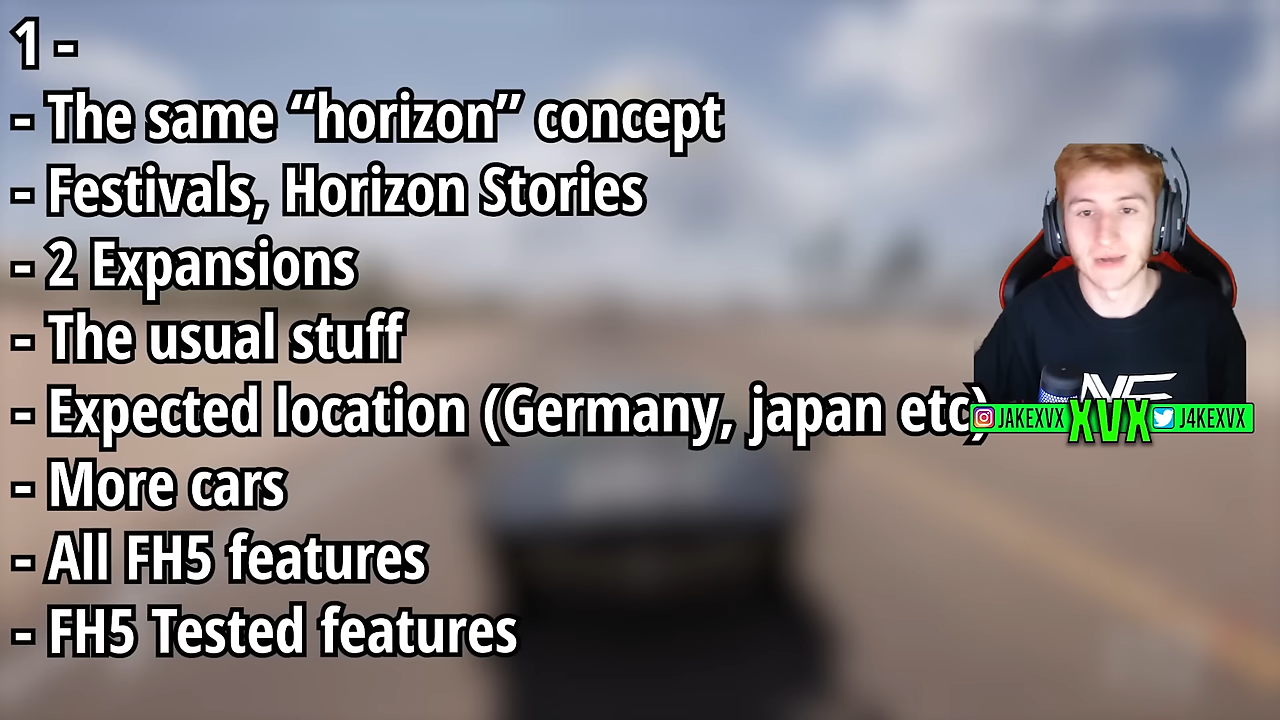 1 -
- The same “horizon” concept
- Festivals, Horizon Stories
- 2 Expansions
- The usual stuff
- Expected location (Germany, japan etc)
- More cars
- All FH5 features
- FH5 Tested features
JAKEXVX XVX J4KEXVX